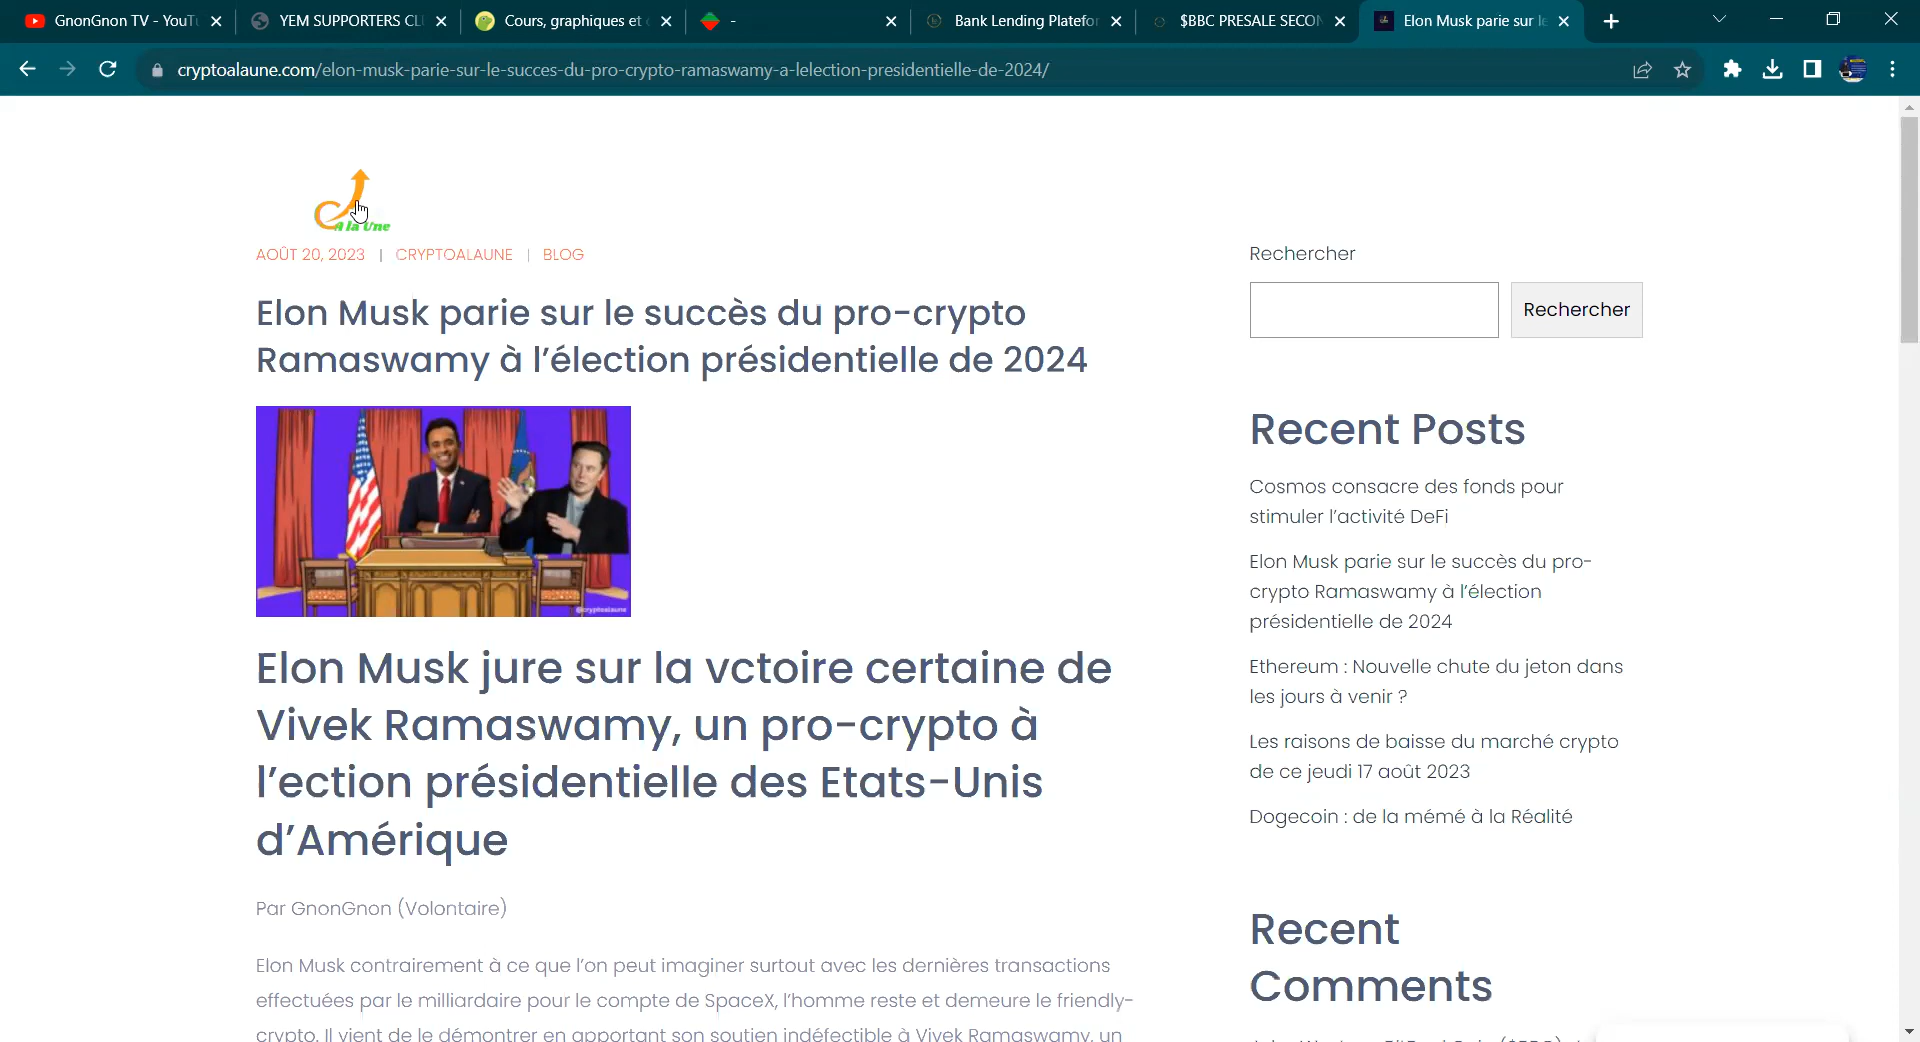 GnonGnon TV - YouTu
YEM SUPPORTERS CL
Cours, graphiques et
-
Bank Lending Platefor
$BBC PRESALE SECON
Elon Musk parie sur le
cryptoalaune.com/elon-musk-parie-sur-le-succes-du-pro-crypto-ramaswamy-a-lelection-presidentielle-de-2024/
A la Une
AOÛT 20, 2023 | CRYPTOALAUNE | BLOG
Elon Musk parie sur le succès du pro-crypto
Ramaswamy à l’élection présidentielle de 2024
@cryptoalaune
Elon Musk jure sur la vctoire certaine de
Vivek Ramaswamy, un pro-crypto à
l’ection présidentielle des Etats-Unis
d’Amérique
Par GnonGnon (Volontaire)
Elon Musk contrairement à ce que l’on peut imaginer surtout avec les dernières transactions
effectuées par le milliardaire pour le compte de SpaceX, l’homme reste et demeure le friendly-
crypto. Il vient de le démontrer en apportant son soutien indéfectible à Vivek Ramaswamy, un
Rechercher
Rechercher
Recent Posts
Cosmos consacre des fonds pour
stimuler l’activité DeFi
Elon Musk parie sur le succès du pro-
crypto Ramaswamy à l’élection
présidentielle de 2024
Ethereum : Nouvelle chute du jeton dans
les jours à venir ?
Les raisons de baisse du marché crypto
de ce jeudi 17 août 2023
Dogecoin : de la mémé à la Réalité
Recent
Comments